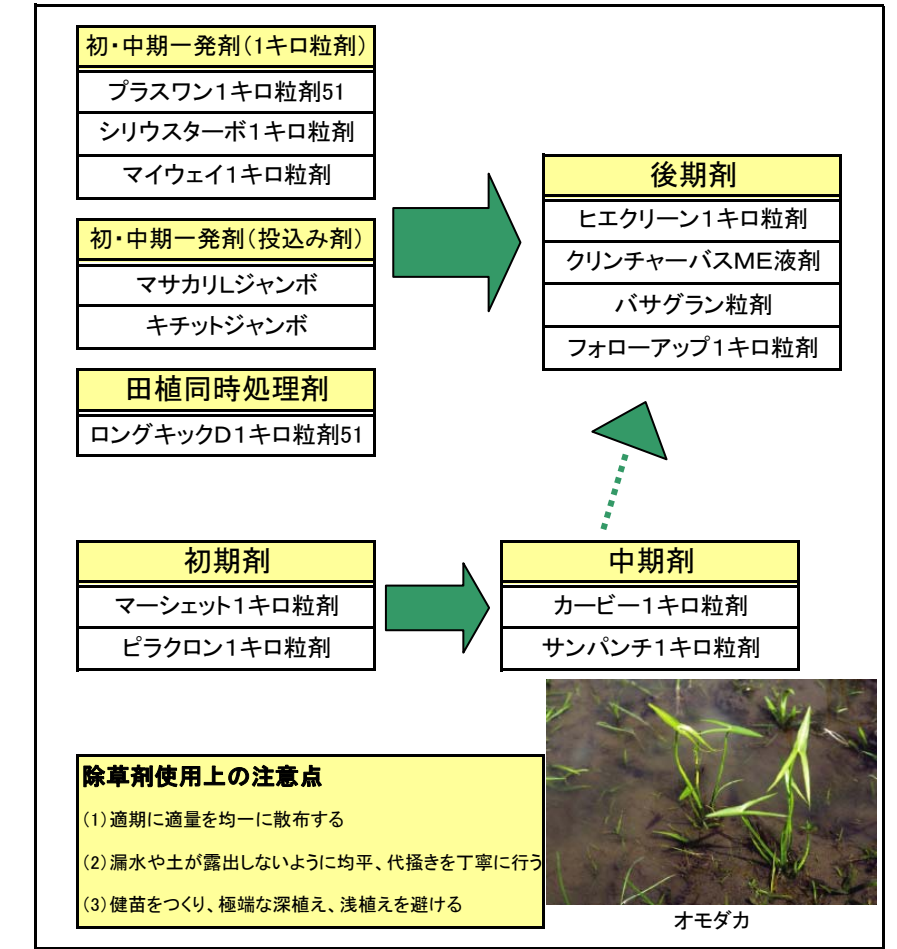 初・中期一発剤（１キロ粒剤）
プラスワン１キロ粒剤51
シリウスターボ１キロ粒剤
マイウェイ１キロ粒剤
初・中期一発剤（投込み剤）
マサカリＬジャンボ
キチットジャンボ
田植同時処理剤
ロングキックＤ１キロ粒剤51
後期剤
ヒエクリーン１キロ粒剤
クリンチャーバスＭＥ液剤
バサグラン粒剤
フォローアップ１キロ粒剤
初期剤
マーシェット１キロ粒剤
ピラクロン１キロ粒剤
中期剤
カービー１キロ粒剤
サンパンチ１キロ粒剤
除草剤使用上の注意点
（1）適期に適量を均一に散布する
（2）漏水や土が露出しないように均平、代掻きを丁寧に行う
（3）健苗をつくり、極端な深植え、浅植えを避ける
オモダカ